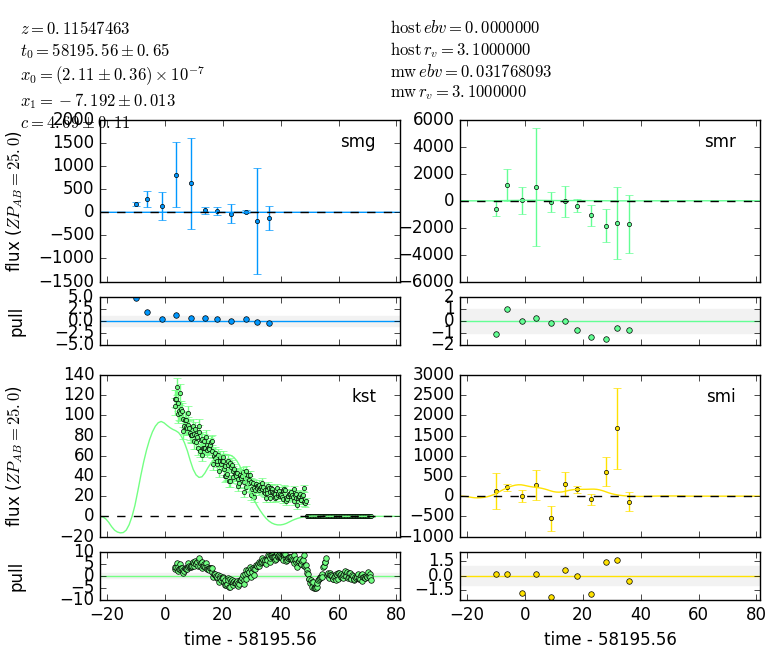 z = 0.11547463
t₀ = 58195.56 ± 0.65
x₀ = (2.11 ± 0.36) × 10⁻⁷
x₁ = −7.192 ± 0.013
c = 4.69 ± 0.11
host ebv = 0.0000000
host r_v = 3.1000000
mw ebv = 0.031768093
mw r_v = 3.1000000
flux (ZP_AB = 25.0)
2000
1500
1000
500
0
−500
−1000
−1500
smg
6000
4000
2000
0
−2000
−4000
−6000
smr
pull
5.0
2.5
0.0
−2.5
−5.0
2
1
0
−1
−2
flux (ZP_AB = 25.0)
140
120
100
80
60
40
20
0
−20
kst
3000
2500
2000
1500
1000
500
0
−500
−1000
smi
pull
10
5
0
−5
−10
1.5
0.0
−1.5
−20 0 20 40 60 80
−20 0 20 40 60 80
time - 58195.56
time - 58195.56